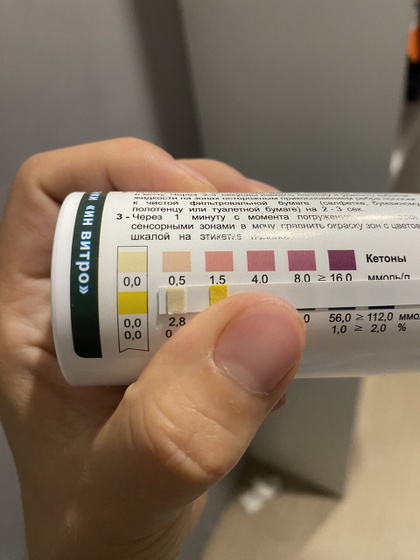 «ИН ВИТРО»
жидкости на зонах осторожным прикосновением ребра полоски
к чистой фильтровальной бумаге (салфетке, бумажному
полотенцу или туалетной бумаге) на 2 - 3 сек.
3 - Через 1 минуту с момента погружения
сенсорными зонами в мочу сравнить окраску зон с цветовой
шкалой на этикетке
Кетоны
0,0 0,5 1,5 4,0 8,0 ≥ 16,0 ммоль/л
0,0 2,8 56,0 ≥ 112,0
0,0 1,0 ≥ 2,0 %